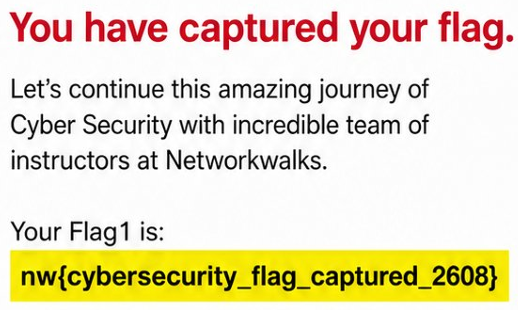 You have captured your flag.
Let’s continue this amazing journey of
Cyber Security with incredible team of
instructors at Networkwalks.
Your Flag1 is:
nw{cybersecurity_flag_captured_2608}